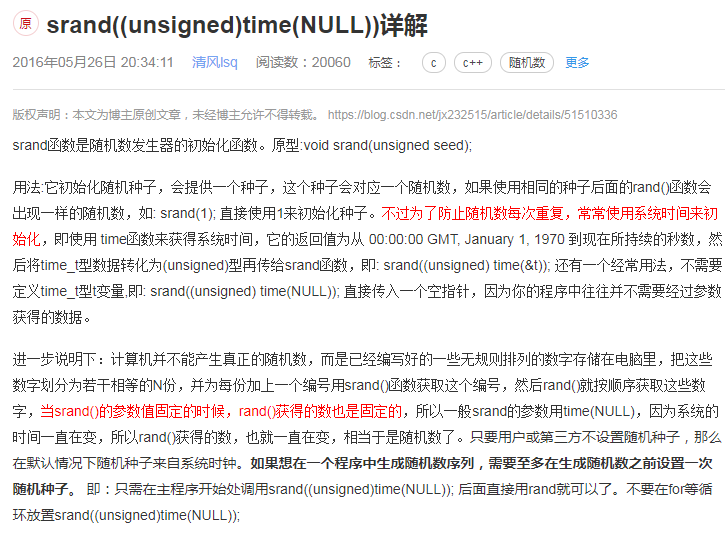 原 srand((unsigned)time(NULL))详解
2016年05月26日 20:34:11 清风lsq 阅读数：20060 标签： c c++ 随机数 更多
版权声明：本文为博主原创文章，未经博主允许不得转载。 https://blog.csdn.net/jx232515/article/details/51510336
srand函数是随机数发生器的初始化函数。原型:void srand(unsigned seed);
用法:它初始化随机种子，会提供一个种子，这个种子会对应一个随机数，如果使用相同的种子后面的rand()函数会
出现一样的随机数，如: srand(1); 直接使用1来初始化种子。不过为了防止随机数每次重复，常常使用系统时间来初
始化，即使用 time函数来获得系统时间，它的返回值为从 00:00:00 GMT, January 1, 1970 到现在所持续的秒数，然
后将time_t型数据转化为(unsigned)型再传给srand函数，即: srand((unsigned) time(&t)); 还有一个经常用法，不需要
定义time_t型t变量,即: srand((unsigned) time(NULL)); 直接传入一个空指针，因为你的程序中往往并不需要经过参数
获得的数据。
进一步说明下：计算机并不能产生真正的随机数，而是已经编写好的一些无规则排列的数字存储在电脑里，把这些
数字划分为若干相等的N份，并为每份加上一个编号用srand()函数获取这个编号，然后rand()就按顺序获取这些数
字，当srand()的参数值固定的时候，rand()获得的数也是固定的，所以一般srand的参数用time(NULL)，因为系统的
时间一直在变，所以rand()获得的数，也就一直在变，相当于是随机数了。只要用户或第三方不设置随机种子，那么
在默认情况下随机种子来自系统时钟。如果想在一个程序中生成随机数序列，需要至多在生成随机数之前设置一次
随机种子。 即：只需在主程序开始处调用srand((unsigned)time(NULL)); 后面直接用rand就可以了。不要在for等循
环放置srand((unsigned)time(NULL));